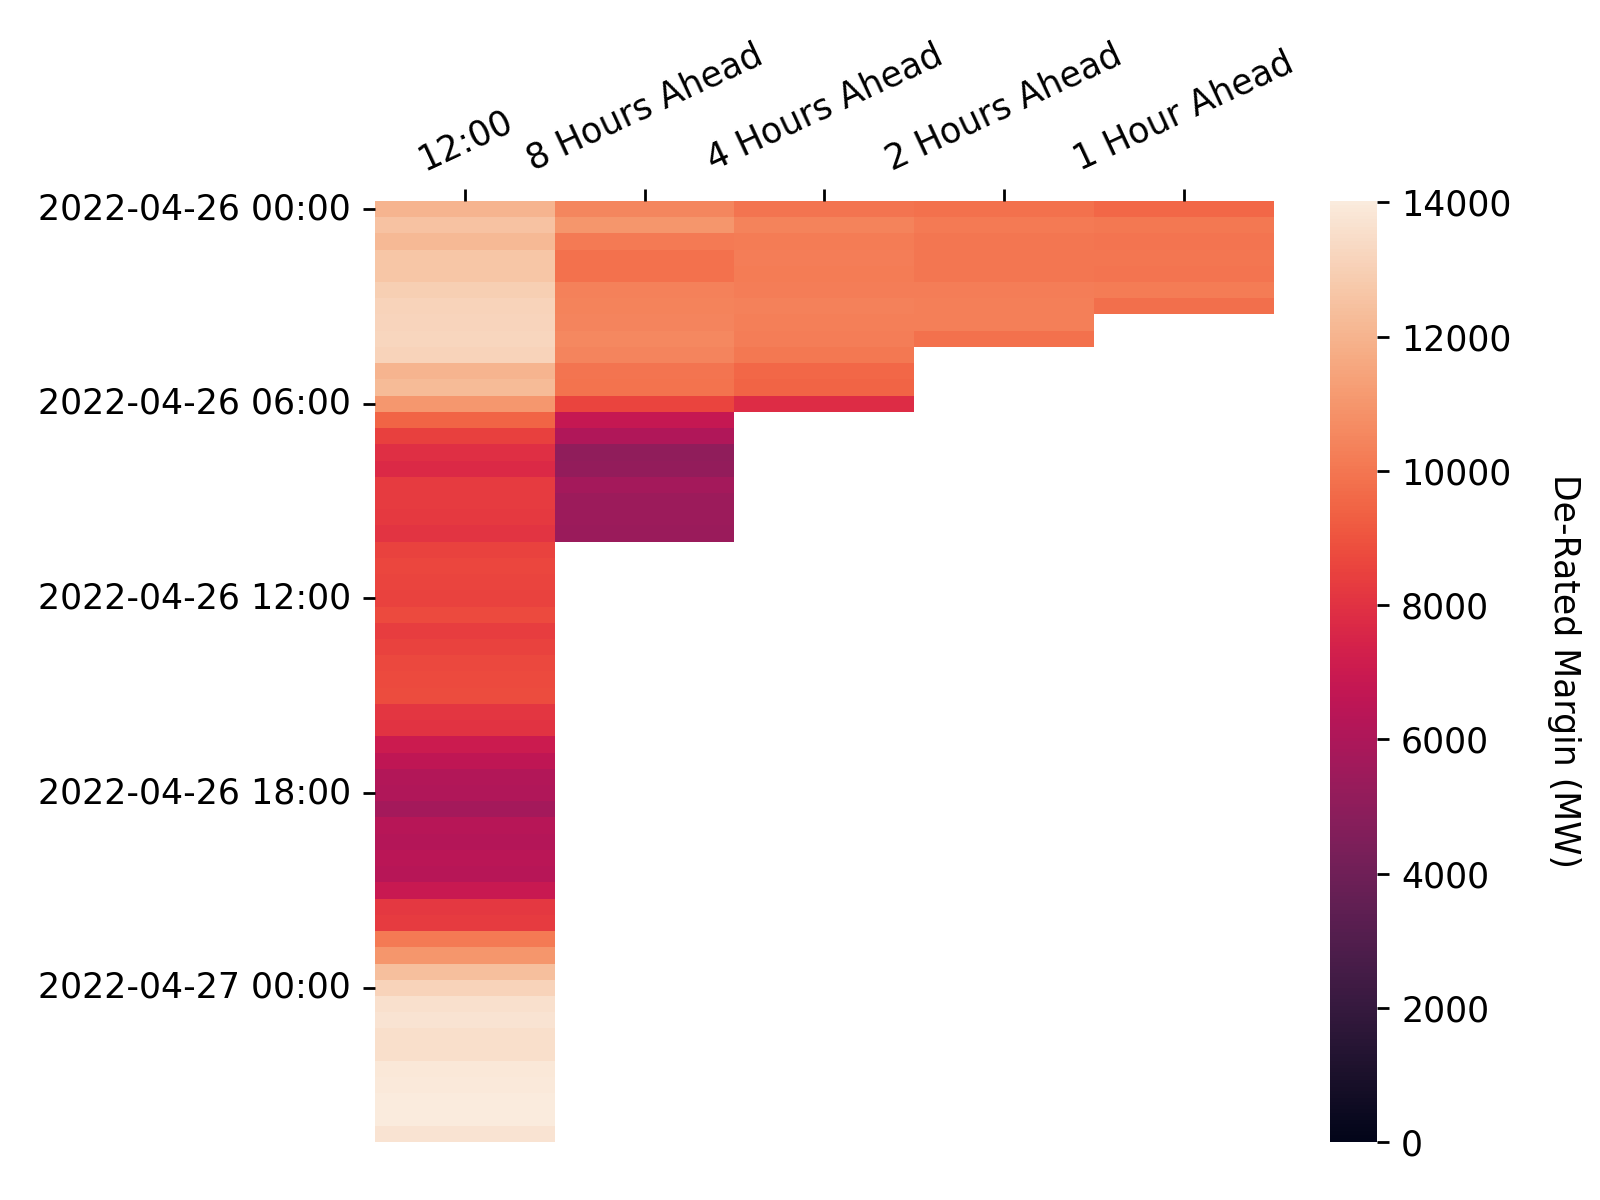 12:00
8 Hours Ahead
4 Hours Ahead
2 Hours Ahead
1 Hour Ahead
2022-04-26 00:00
2022-04-26 06:00
2022-04-26 12:00
2022-04-26 18:00
2022-04-27 00:00
14000
12000
10000
8000
6000
4000
2000
0
De-Rated Margin (MW)